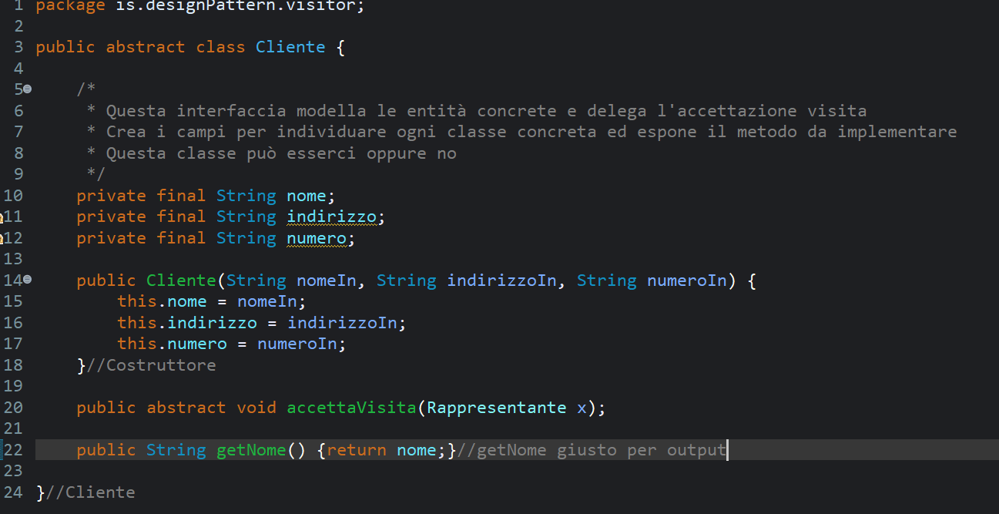 1 package is.designPattern.visitor;
2
3 public abstract class Cliente {
4
5 /*
6 * Questa interfaccia modella le entità concrete e delega l'accettazione visita
7 * Crea i campi per individuare ogni classe concreta ed espone il metodo da implementare
8 * Questa classe può esserci oppure no
9 */
10 private final String nome;
11 private final String indirizzo;
12 private final String numero;
13
14 public Cliente(String nomeIn, String indirizzoIn, String numeroIn) {
15 this.nome = nomeIn;
16 this.indirizzo = indirizzoIn;
17 this.numero = numeroIn;
18 }//Costruttore
19
20 public abstract void accettaVisita(Rappresentante x);
21
22 public String getNome() {return nome;}//getNome giusto per output
23
24 }//Cliente